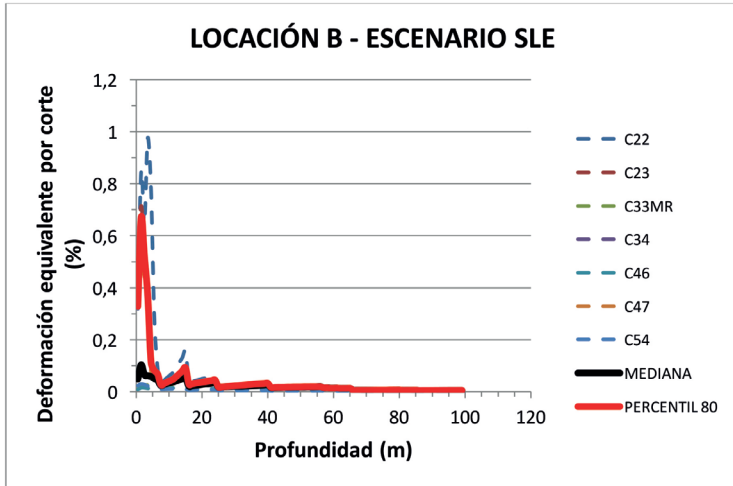 LOCACIÓN B - ESCENARIO SLE
Deformación equivalente por corte
(%)
1,2
1
0,8
0,6
0,4
0,2
0
0 20 40 60 80 100 120
Profundidad (m)
C22
C23
C33MR
C34
C46
C47
C54
MEDIANA
PERCENTIL 80